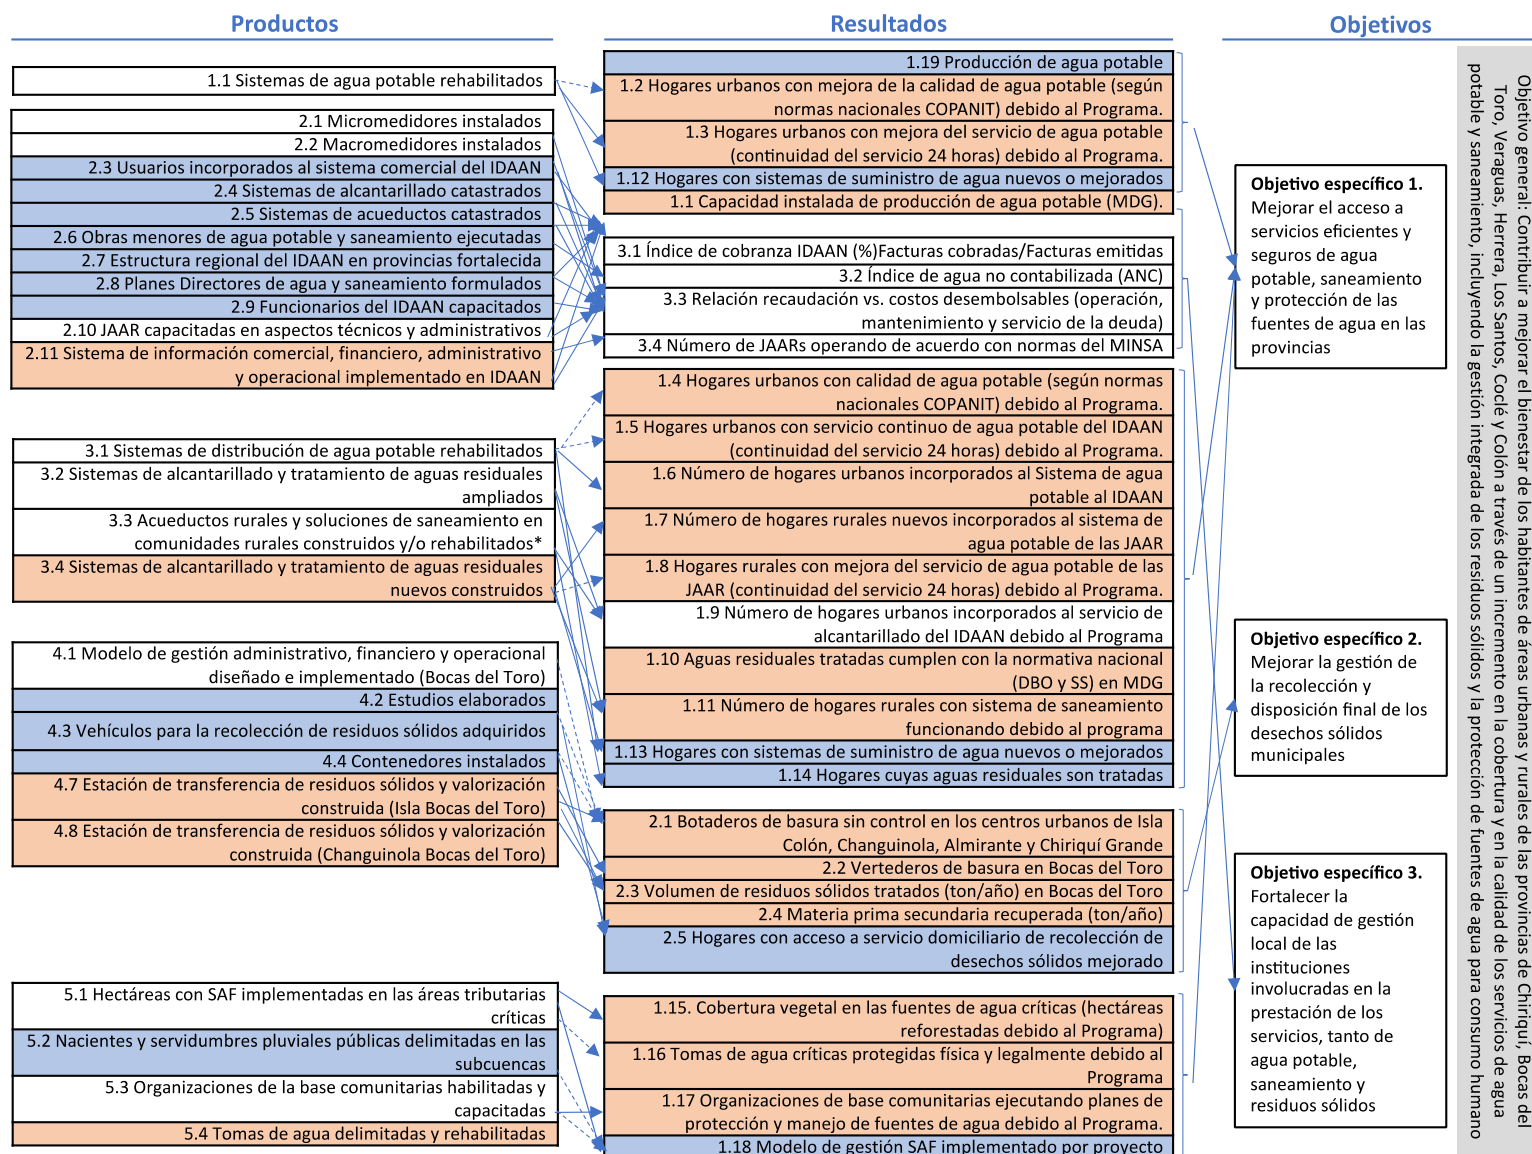 Productos
1.1 Sistemas de agua potable rehabilitados
2.1 Micromedidores instalados
2.2 Macromedidores instalados
2.3 Usuarios incorporados al sistema comercial del IDAAN
2.4 Sistemas de alcantarillado catastrados
2.5 Sistemas de acueductos catastrados
2.6 Obras menores de agua potable y saneamiento ejecutadas
2.7 Estructura regional del IDAAN en provincias fortalecida
2.8 Planes Directores de agua y saneamiento formulados
2.9 Funcionarios del IDAAN capacitados
2.10 JAAR capacitadas en aspectos técnicos y administrativos
2.11 Sistema de información comercial, financiero, administrativo
y operacional implementado en IDAAN
3.1 Sistemas de distribución de agua potable rehabilitados
3.2 Sistemas de alcantarillado y tratamiento de aguas residuales
ampliados
3.3 Acueductos rurales y soluciones de saneamiento en
comunidades rurales construidos y/o rehabilitados*
3.4 Sistemas de alcantarillado y tratamiento de aguas residuales
nuevos construidos
4.1 Modelo de gestión administrativo, financiero y operacional
diseñado e implementado (Bocas del Toro)
4.2 Estudios elaborados
4.3 Vehículos para la recolección de residuos sólidos adquiridos
4.4 Contenedores instalados
4.7 Estación de transferencia de residuos sólidos y valorización
construida (Isla Bocas del Toro)
4.8 Estación de transferencia de residuos sólidos y valorización
construida (Changuinola Bocas del Toro)
5.1 Hectáreas con SAF implementadas en las áreas tributarias
críticas
5.2 Nacientes y servidumbres pluviales públicas delimitadas en las
subcuencas
5.3 Organizaciones de la base comunitarias habilitadas y
capacitadas
5.4 Tomas de agua delimitadas y rehabilitadas
Resultados
1.19 Producción de agua potable
1.2 Hogares urbanos con mejora de la calidad de agua potable (según
normas nacionales COPANIT) debido al Programa.
1.3 Hogares urbanos con mejora del servicio de agua potable
(continuidad del servicio 24 horas) debido al Programa.
1.12 Hogares con sistemas de suministro de agua nuevos o mejorados
1.1 Capacidad instalada de producción de agua potable (MDG).
3.1 Índice de cobranza IDAAN (%)Facturas cobradas/Facturas emitidas
3.2 Índice de agua no contabilizada (ANC)
3.3 Relación recaudación vs. costos desembolsables (operación,
mantenimiento y servicio de la deuda)
3.4 Número de JAARs operando de acuerdo con normas del MINSA
1.4 Hogares urbanos con calidad de agua potable (según normas
nacionales COPANIT) debido al Programa.
1.5 Hogares urbanos con servicio continuo de agua potable del IDAAN
(continuidad del servicio 24 horas) debido al Programa.
1.6 Número de hogares urbanos incorporados al Sistema de agua
potable al IDAAN
1.7 Número de hogares rurales nuevos incorporados al sistema de
agua potable de las JAAR
1.8 Hogares rurales con mejora del servicio de agua potable de las
JAAR (continuidad del servicio 24 horas) debido al Programa.
1.9 Número de hogares urbanos incorporados al servicio de
alcantarillado del IDAAN debido al Programa
1.10 Aguas residuales tratadas cumplen con la normativa nacional
(DBO y SS) en MDG
1.11 Número de hogares rurales con sistema de saneamiento
funcionando debido al programa
1.13 Hogares con sistemas de suministro de agua nuevos o mejorados
1.14 Hogares cuyas aguas residuales son tratadas
2.1 Botaderos de basura sin control en los centros urbanos de Isla
Colón, Changuinola, Almirante y Chiriquí Grande
2.2 Vertederos de basura en Bocas del Toro
2.3 Volumen de residuos sólidos tratados (ton/año) en Bocas del Toro
2.4 Materia prima secundaria recuperada (ton/año)
2.5 Hogares con acceso a servicio domiciliario de recolección de
desechos sólidos mejorado
1.15. Cobertura vegetal en las fuentes de agua críticas (hectáreas
reforestadas debido al Programa)
1.16 Tomas de agua críticas protegidas física y legalmente debido al
Programa
1.17 Organizaciones de base comunitarias ejecutando planes de
protección y manejo de fuentes de agua debido al Programa.
1.18 Modelo de gestión SAF implementado por proyecto
Objetivos
Objetivo específico 1.
Mejorar el acceso a
servicios eficientes y
seguros de agua
potable, saneamiento
y protección de las
fuentes de agua en las
provincias
Objetivo específico 2.
Mejorar la gestión de
la recolección y
disposición final de los
desechos sólidos
municipales
Objetivo específico 3.
Fortalecer la
capacidad de gestión
local de las
instituciones
involucradas en la
prestación de los
servicios, tanto de
agua potable,
saneamiento y
residuos sólidos
Objetivo general: Contribuir a mejorar el bienestar de los habitantes de áreas urbanas y rurales de las provincias de Chiriquí, Bocas del
Toro, Veraguas, Herrera, Los Santos, Coclé y Colón a través de un incremento en la cobertura y en la calidad de los servicios de agua
potable y saneamiento, incluyendo la gestión integrada de los residuos sólidos y la protección de fuentes de agua para consumo humano